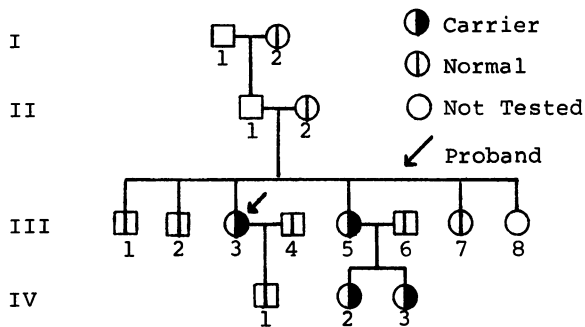 I
1 2
Carrier
Normal
II
1 2
Not Tested
Proband
III
1 2 3 4 5 6 7 8
IV
1 2 3